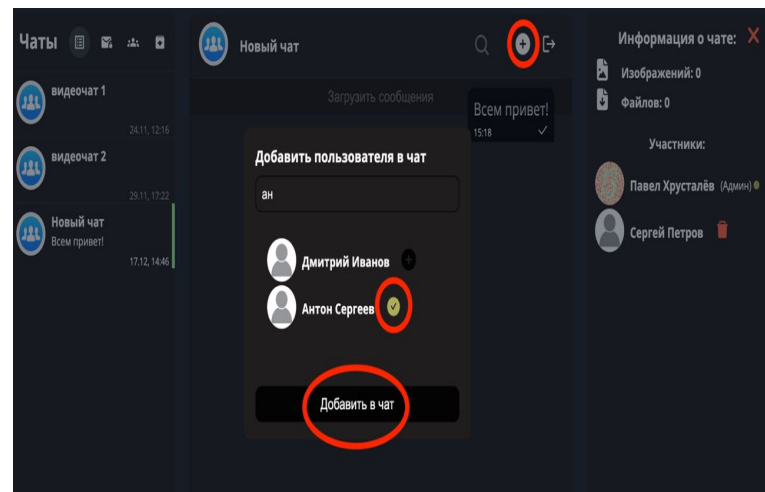 Чаты
видеочат 1
24.11, 12:16
видеочат 2
29.11, 17:22
Новый чат
Всем привет!
17.12, 14:46
Новый чат
Загрузить сообщения
Всем привет!
15:18
Добавить пользователя в чат
ан
Дмитрий Иванов
Антон Сергеев
Добавить в чат
Информация о чате:
Изображений: 0
Файлов: 0
Участники:
Павел Хрусталёв (Админ)
Сергей Петров